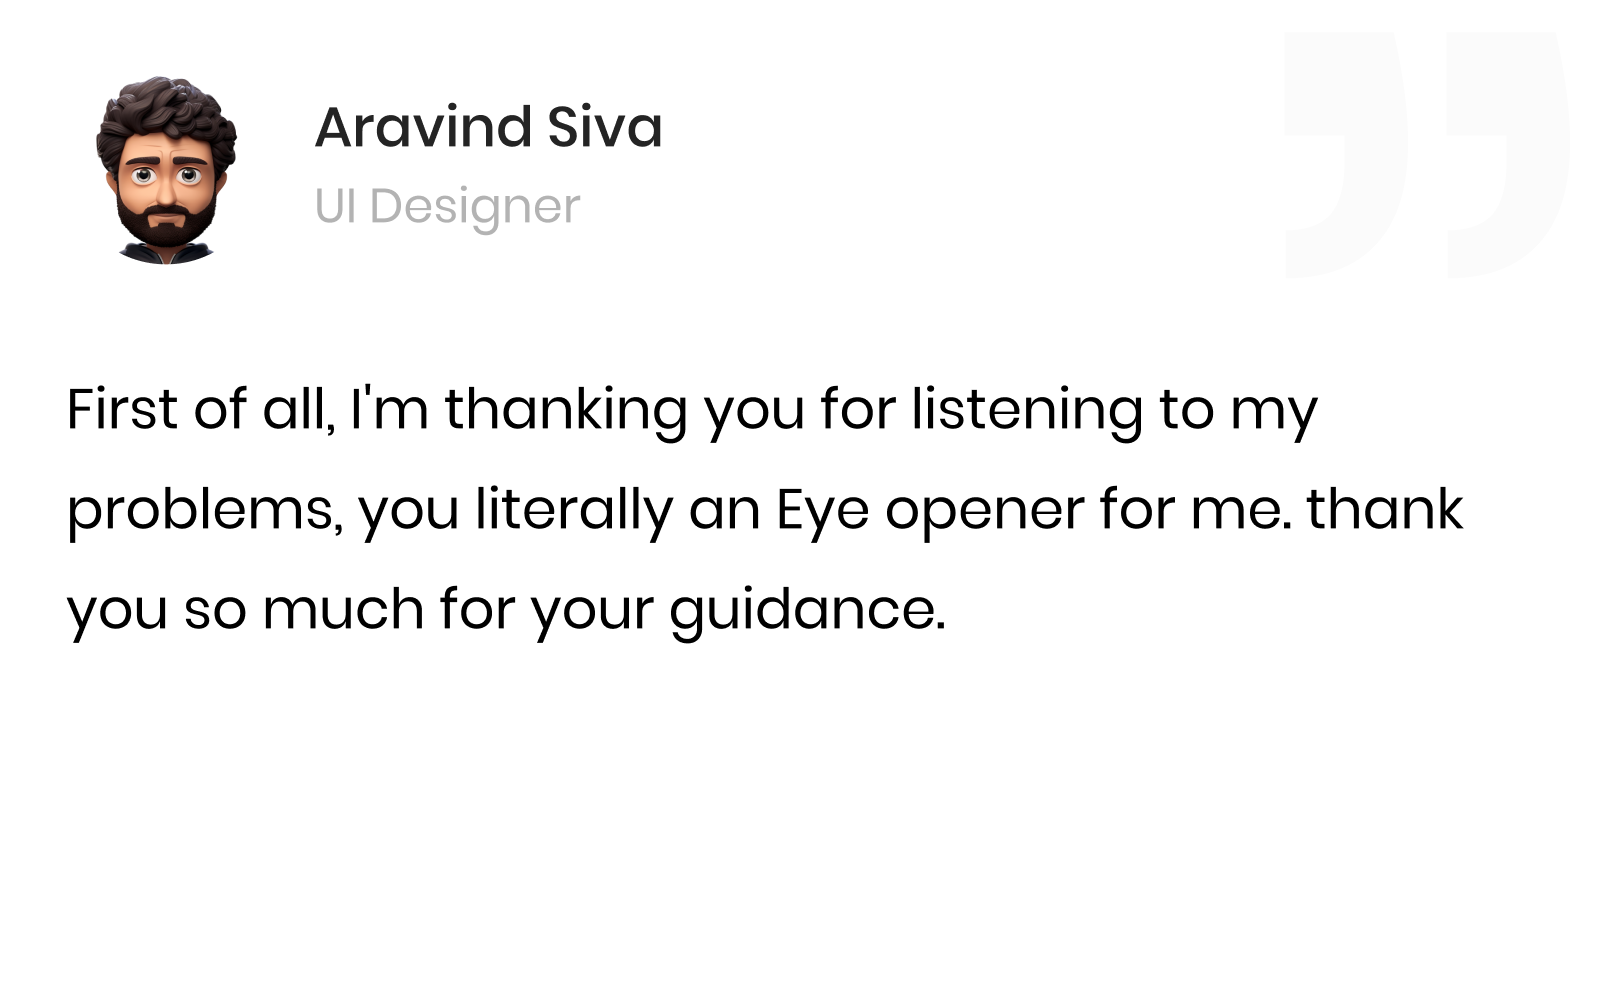 Aravind Siva
UI Designer
First of all, I'm thanking you for listening to my
problems, you literally an Eye opener for me. thank
you so much for your guidance.